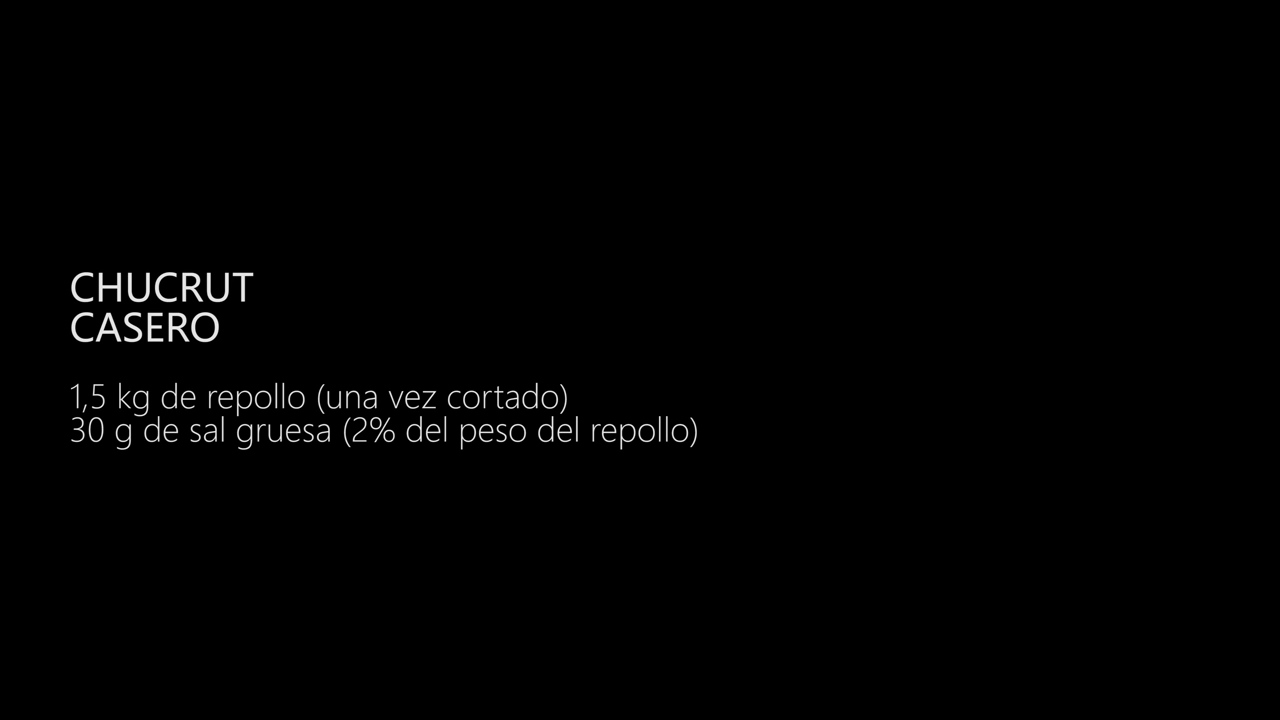 CHUCRUT
CASERO
1,5 kg de repollo (una vez cortado)
30 g de sal gruesa (2% del peso del repollo)